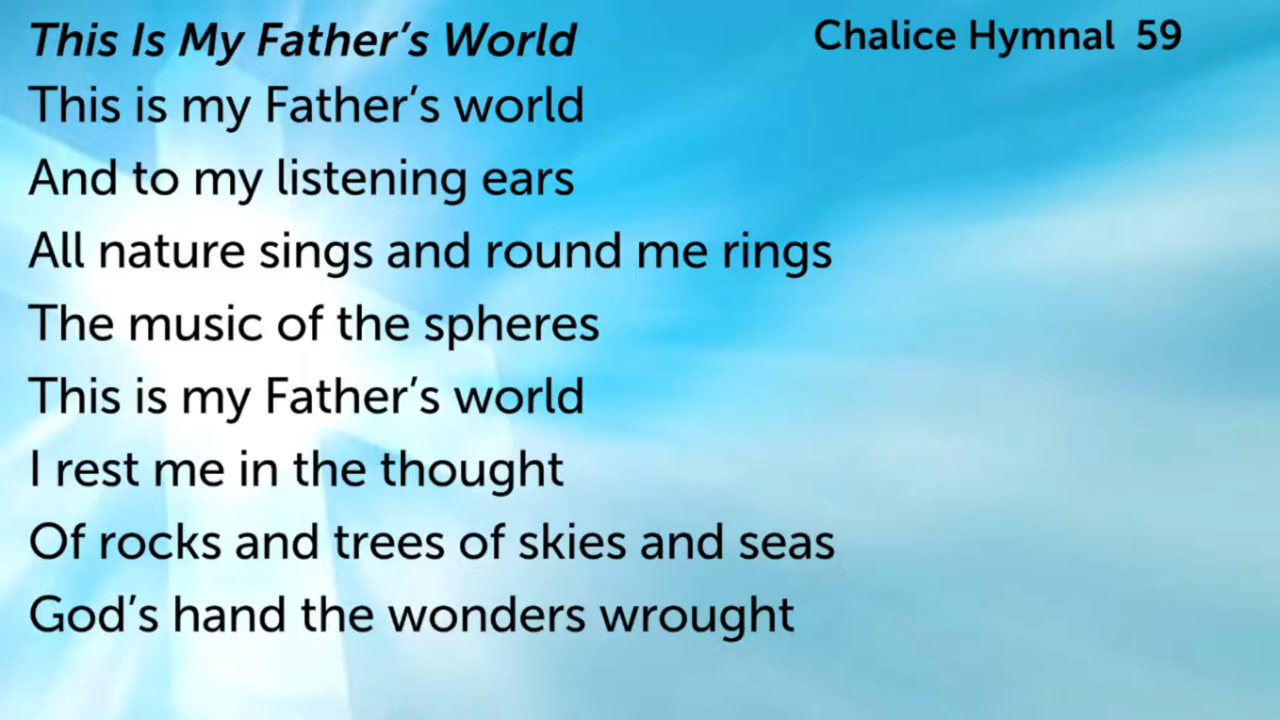 This Is My Father's World Chalice Hymnal 59
This is my Father's world
And to my listening ears
All nature sings and round me rings
The music of the spheres
This is my Father's world
I rest me in the thought
Of rocks and trees of skies and seas
God's hand the wonders wrought